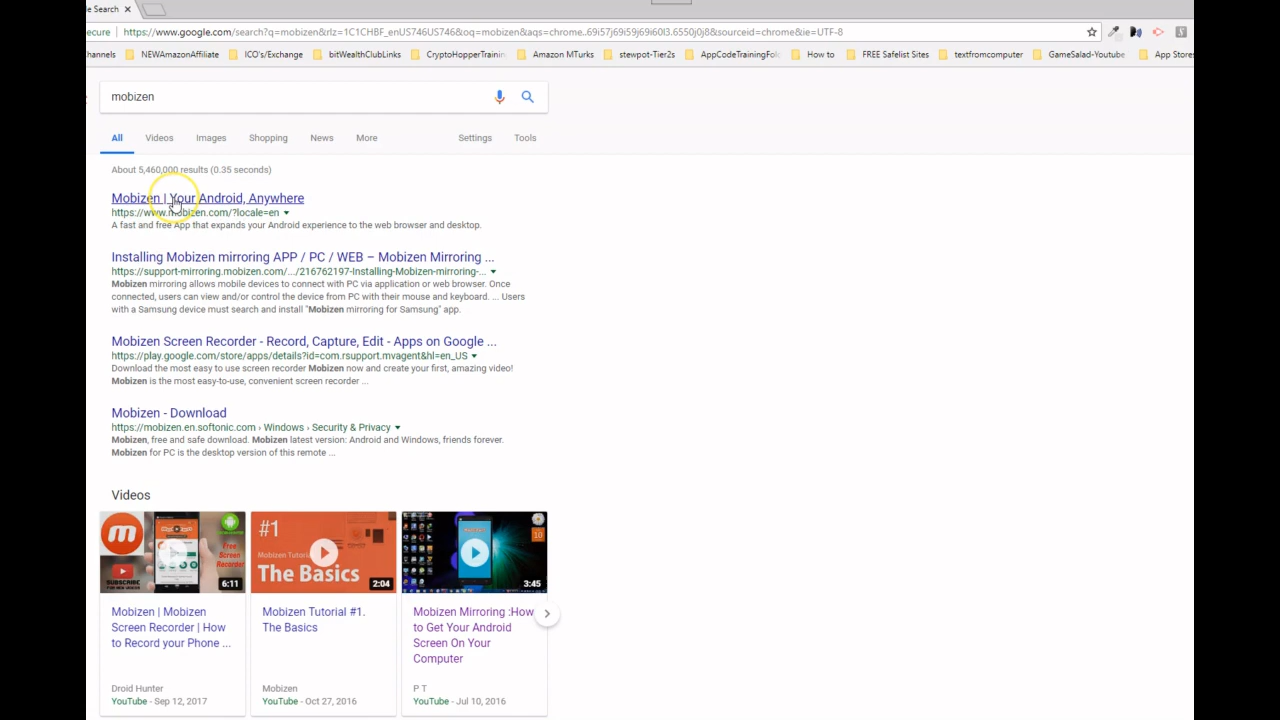 le Search
ecure https://www.google.com/search?q=mobizen&rlz=1C1CHBF_enUS746US746&oq=mobizen&aqs=chrome..69i57j69i59j69i60l3.6550j0j8&sourceid=chrome&ie=UTF-8
hannels NEWAmazonAffiliate ICO's/Exchange bitWealthClubLinks CryptoHopperTrainin Amazon MTurks stewpot-Tier2s AppCodeTrainingFol How to FREE Safelist Sites textfromcomputer GameSalad-Youtube App Store
mobizen
All Videos Images Shopping News More Settings Tools
About 5,460,000 results (0.35 seconds)
Mobizen | Your Android, Anywhere
https://www.mobizen.com/?locale=en
A fast and free App that expands your Android experience to the web browser and desktop.
Installing Mobizen mirroring APP / PC / WEB – Mobizen Mirroring ...
https://support-mirroring.mobizen.com/.../216762197-Installing-Mobizen-mirroring-...
Mobizen mirroring allows mobile devices to connect with PC via application or web browser. Once
connected, users can view and/or control the device from PC with their mouse and keyboard. ... Users
with a Samsung device must search and install "Mobizen mirroring for Samsung" app.
Mobizen Screen Recorder - Record, Capture, Edit - Apps on Google ...
https://play.google.com/store/apps/details?id=com.rsupport.mvagent&hl=en_US
Download the most easy to use screen recorder Mobizen now and create your first, amazing video!
Mobizen is the most easy-to-use, convenient screen recorder ...
Mobizen - Download
https://mobizen.en.softonic.com › Windows › Security & Privacy
Mobizen, free and safe download. Mobizen latest version: Android and Windows, friends forever.
Mobizen for PC is the desktop version of this remote ...
Videos
Free
Screen
Recorder
SUBSCRIBE
6:11
#1
Mobizen Tutorial
The Basics
2:04
10
3:45
Mobizen | Mobizen
Screen Recorder | How
to Record your Phone ...
Droid Hunter
YouTube - Sep 12, 2017
Mobizen Tutorial #1.
The Basics
Mobizen
YouTube - Oct 27, 2016
Mobizen Mirroring :How
to Get Your Android
Screen On Your
Computer
P T
YouTube - Jul 10, 2016